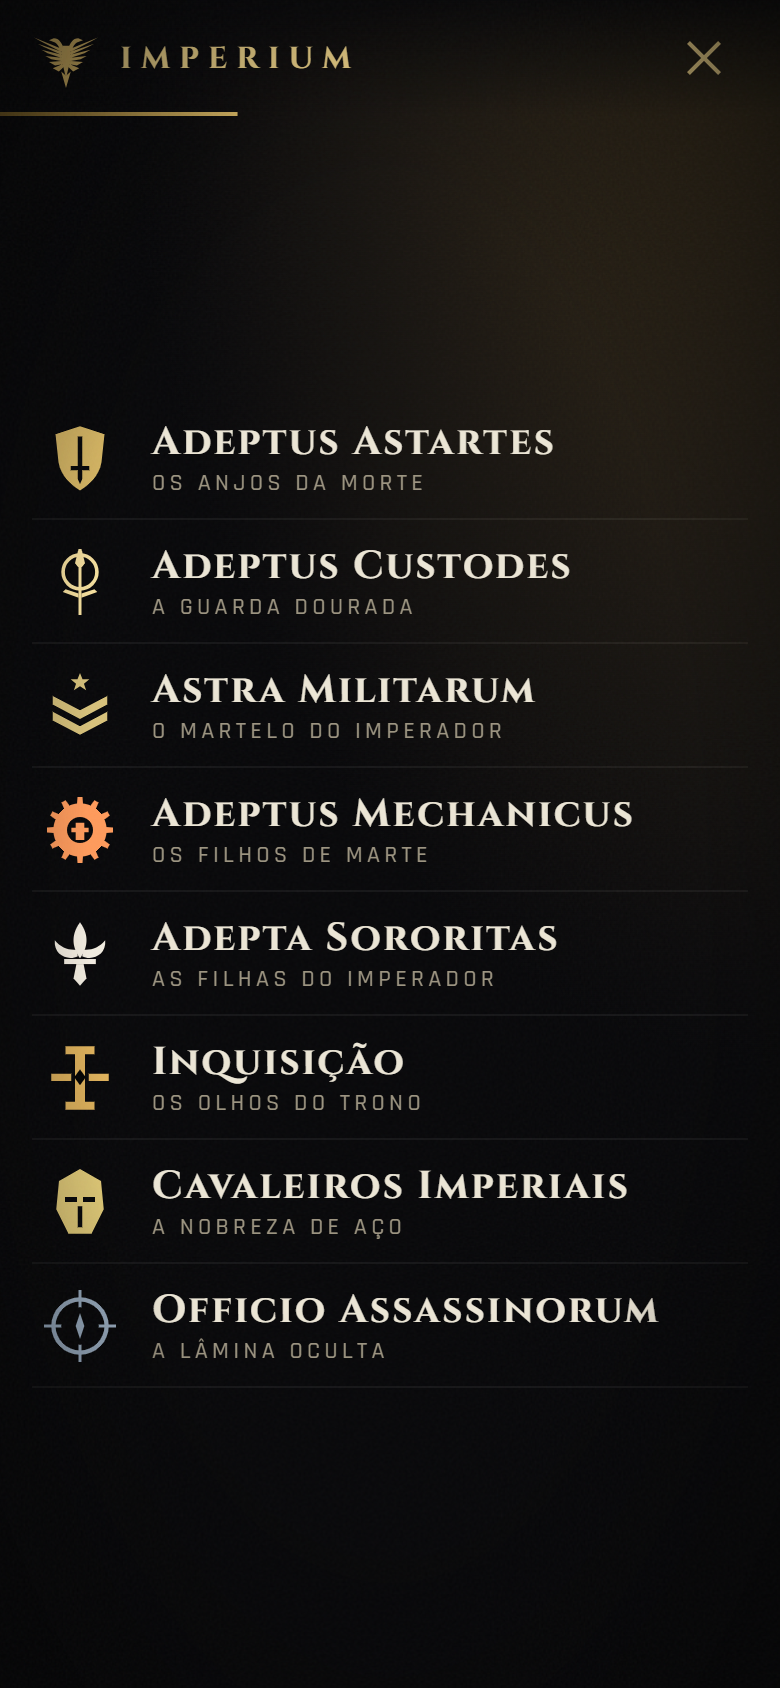 IMPERIUM
Adeptus Astartes
OS ANJOS DA MORTE
Adeptus Custodes
A GUARDA DOURADA
Astra Militarum
O MARTELO DO IMPERADOR
Adeptus Mechanicus
OS FILHOS DE MARTE
Adepta Sororitas
AS FILHAS DO IMPERADOR
Inquisição
OS OLHOS DO TRONO
Cavaleiros Imperiais
A NOBREZA DE AÇO
Officio Assassinorum
A LÂMINA OCULTA